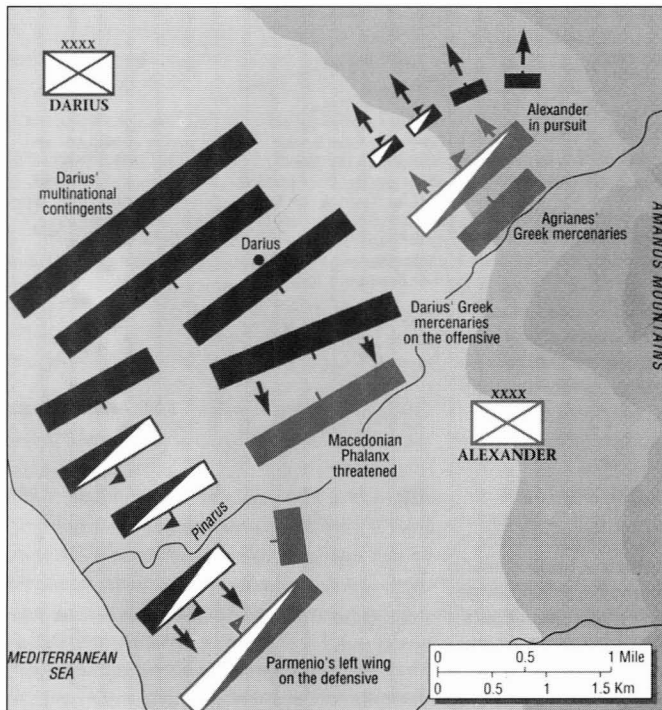 XXXX
DARIUS
Darius'
multinational
contingents
Darius
Alexander
in pursuit
Agrianes'
Greek mercenaries
AMANUS MOUNTAINS
Darius' Greek
mercenaries
on the offensive
XXXX
ALEXANDER
Macedonian
Phalanx
threatened
Pinarus
MEDITERRANEAN
SEA
Parmenio's left wing
on the defensive
0 0.5 1 Mile
0 0.5 1 1.5 Km